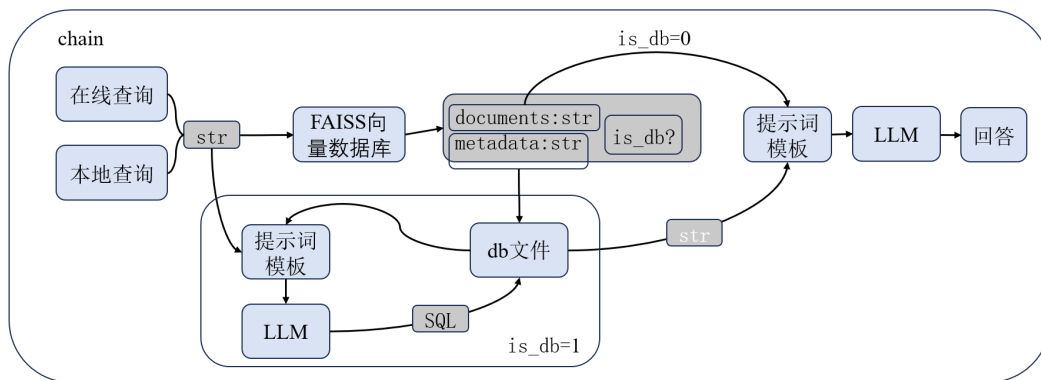 chain
is_db=0
在线查询
本地查询
str
FAISS向
量数据库
documents:str
metadata:str
is_db?
提示词
模板
LLM
回答
提示词
模板
LLM
SQL
db文件
str
is_db=1